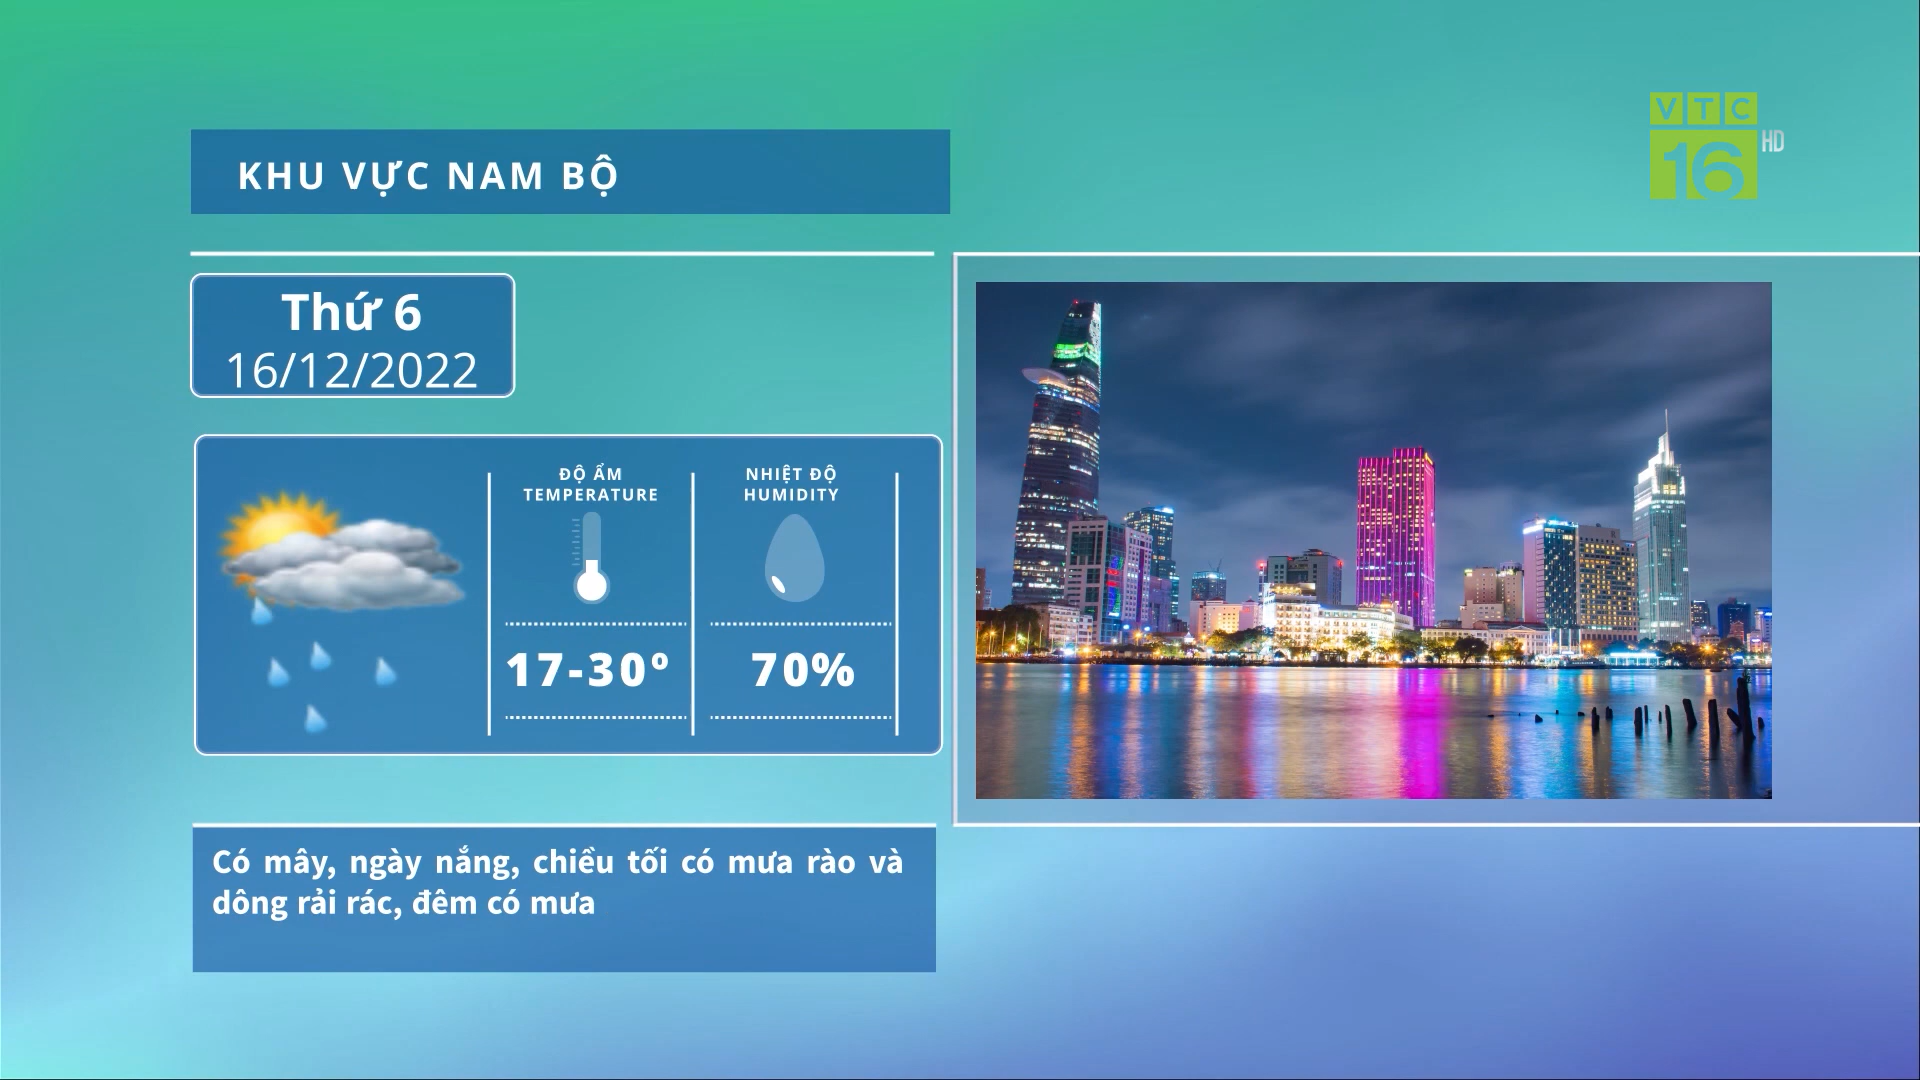 VTC
16 HD
KHU VỰC NAM BỘ
Thứ 6
16/12/2022
ĐỘ ẨM
TEMPERATURE
17-30º
NHIỆT ĐỘ
HUMIDITY
70%
Có mây, ngày nắng, chiều tối có mưa rào và
dông rải rác, đêm có mưa